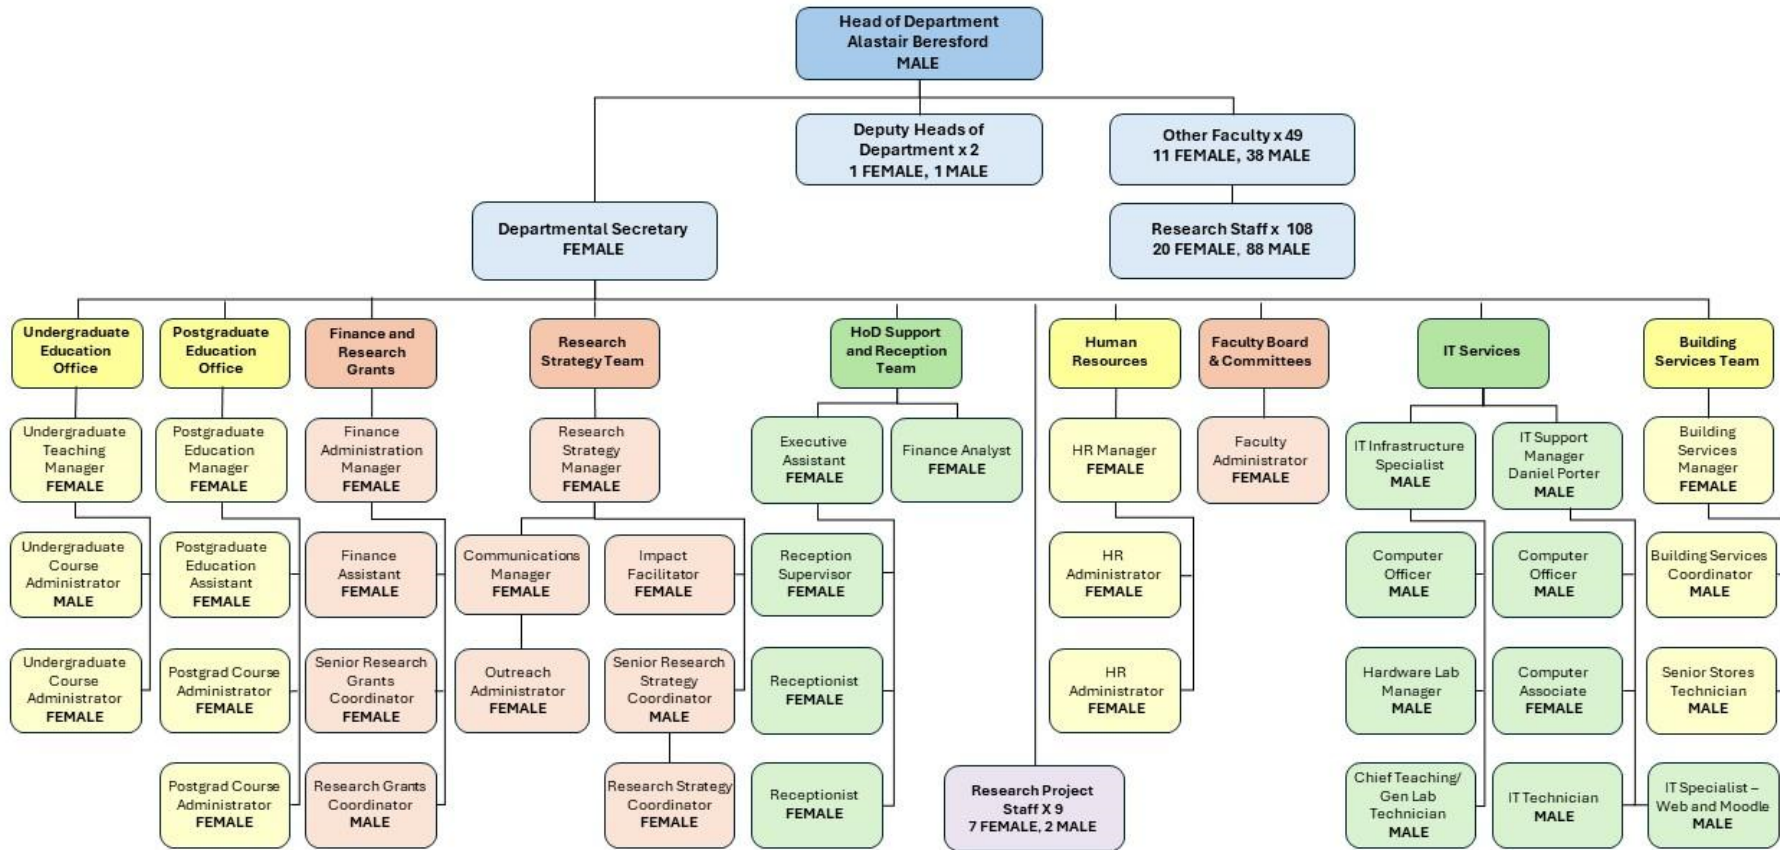 Head of Department
Alastair Beresford
MALE
Deputy Heads of
Department x 2
1 FEMALE, 1 MALE
Other Faculty x 49
11 FEMALE, 38 MALE
Departmental Secretary
FEMALE
Research Staff x 108
20 FEMALE, 88 MALE
Undergraduate
Education
Office
Postgraduate
Education
Office
Finance and
Research
Grants
Research
Strategy Team
HoD Support
and Reception
Team
Human
Resources
Faculty Board
& Committees
IT Services
Building
Services Team
Undergraduate
Teaching
Manager
FEMALE
Postgraduate
Education
Manager
FEMALE
Finance
Administration
Manager
FEMALE
Research
Strategy
Manager
FEMALE
Executive
Assistant
FEMALE
Finance Analyst
FEMALE
HR Manager
FEMALE
Faculty
Administrator
FEMALE
IT Infrastructure
Specialist
MALE
IT Support
Manager
Daniel Porter
MALE
Building
Services
Manager
FEMALE
Undergraduate
Course
Administrator
MALE
Postgraduate
Education
Assistant
FEMALE
Finance
Assistant
FEMALE
Communications
Manager
FEMALE
Impact
Facilitator
FEMALE
Reception
Supervisor
FEMALE
HR
Administrator
FEMALE
Computer
Officer
MALE
Computer
Officer
MALE
Building Services
Coordinator
MALE
Undergraduate
Course
Administrator
FEMALE
Postgrad Course
Administrator
FEMALE
Senior Research
Grants
Coordinator
FEMALE
Outreach
Administrator
FEMALE
Senior Research
Strategy
Coordinator
MALE
Receptionist
FEMALE
HR
Administrator
FEMALE
Hardware Lab
Manager
MALE
Computer
Associate
FEMALE
Senior Stores
Technician
MALE
Postgrad Course
Administrator
FEMALE
Research Grants
Coordinator
MALE
Research Strategy
Coordinator
FEMALE
Receptionist
FEMALE
Research Project
Staff X 9
7 FEMALE, 2 MALE
Chief Teaching/
Gen Lab
Technician
MALE
IT Technician
MALE
IT Specialist –
Web and Moodle
MALE